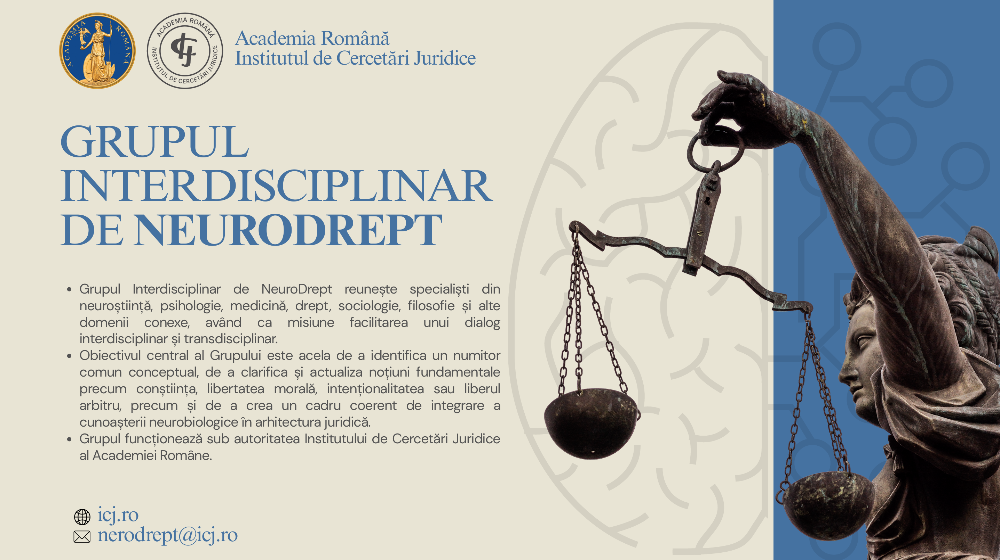 ACADEMIA ROMÂNĂ
ACADEMIA ROMÂNĂ
INSTITUTUL DE CERCETĂRI JURIDICE
Academia Română
Institutul de Cercetări Juridice
GRUPUL
INTERDISCIPLINAR
DE NEURODREPT
• Grupul Interdisciplinar de NeuroDrept reunește specialiști din
neuroștiință, psihologie, medicină, drept, sociologie, filosofie și alte
domenii conexe, având ca misiune facilitarea unui dialog
interdisciplinar și transdisciplinar.
• Obiectivul central al Grupului este acela de a identifica un numitor
comun conceptual, de a clarifica și actualiza noțiuni fundamentale
precum conștiința, libertatea morală, intenționalitatea sau liberul
arbitru, precum și de a crea un cadru coerent de integrare a
cunoașterii neurobiologice în arhitectura juridică.
• Grupul funcționează sub autoritatea Institutului de Cercetări Juridice
al Academiei Române.
icj.ro
nerodrept@icj.ro